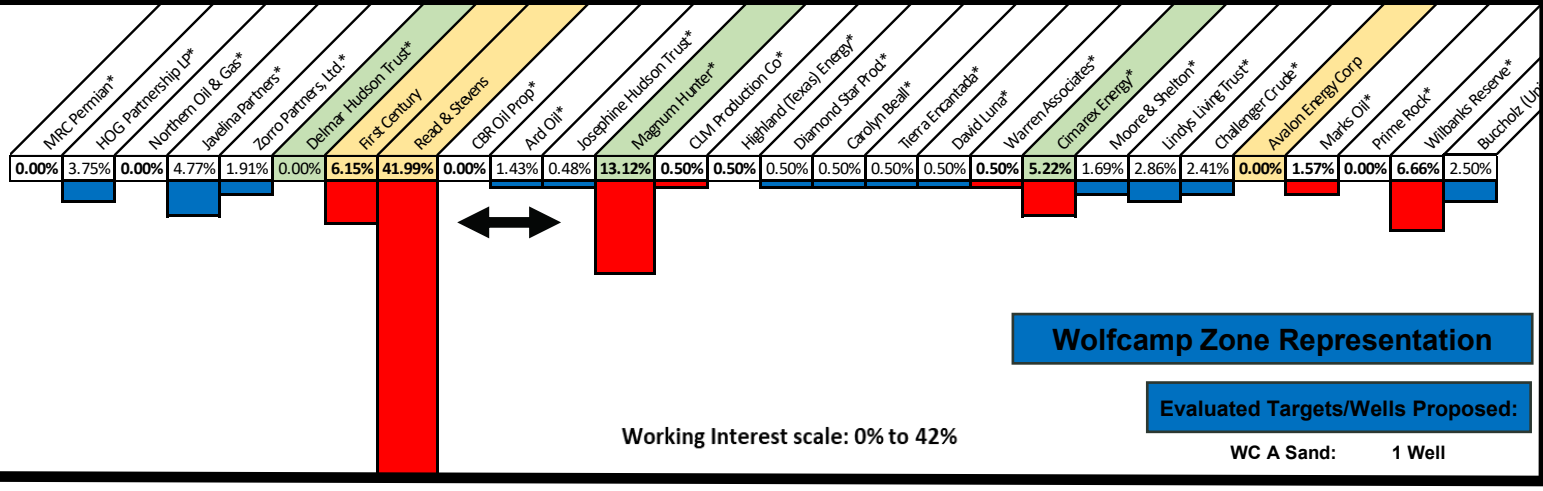 MRC Permian*
HOG Partnership LP*
Northern Oil & Gas*
Javelina Partners*
Zorro Partners, Ltd.*
Delmar Hudson Trust*
First Century
Read & Stevens
CBR Oil Prop*
Ard Oil*
Josephine Hudson Trust*
Magnum Hunter*
CLM Production Co*
Highland (Texas) Energy*
Diamond Star Prod*
Carolyn Beall*
Tierra Encantada*
David Luna*
Warren Associates*
Cimarex Energy*
Moore & Shelton*
Lindys Living Trust*
Challenger Crude*
Avalon Energy Corp
Marks Oil*
Prime Rock*
Wilbanks Reserve*
Buccholz
0.00% 3.75% 0.00% 4.77% 1.91% 0.00% 6.15% 41.99% 0.00% 1.43% 0.48% 13.12% 0.50% 0.50% 0.50% 0.50% 0.50% 0.50% 0.50% 5.22% 1.69% 2.86% 2.41% 0.00% 1.57% 0.00% 6.66% 2.50%
Wolfcamp Zone Representation
Evaluated Targets/Wells Proposed:
Working Interest scale: 0% to 42%
WC A Sand: 1 Well